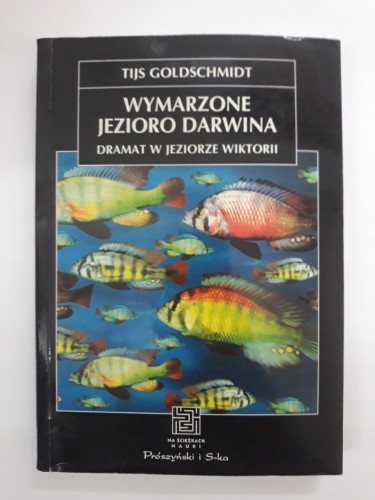 TIJS GOLDSCHMIDT
WYMARZONE
JEZIORO DARWINA
DRAMAT W JEZIORZE WIKTORII
NA ŚCIEŻKACH
NAUKI
Prószyński i S-ka